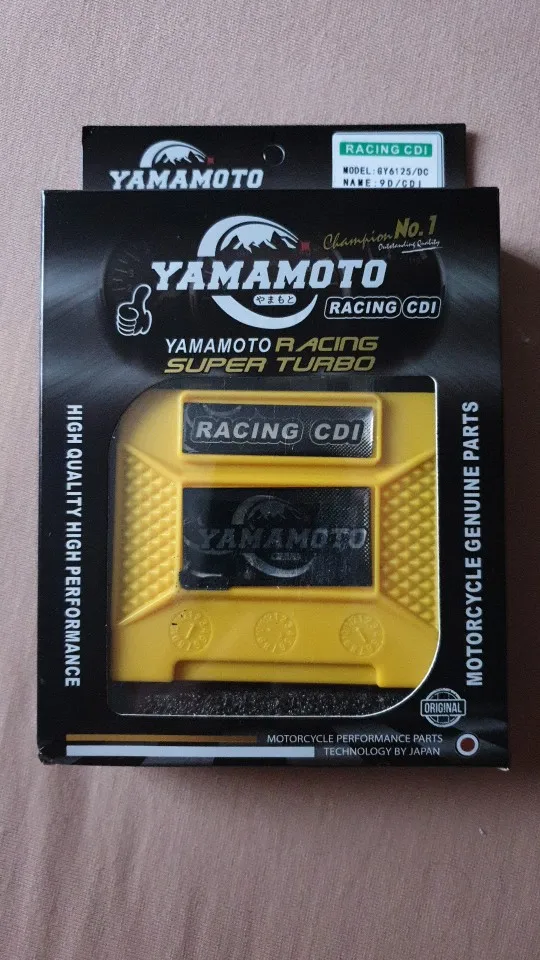 YAMAMOTO
RACING CDI
MODEL:GY6125/DC
NAME:9D/CDI
Champion No.1
Outstanding Quality
YAMAMOTO
やまもと
RACING CDI
YAMAMOTO RACING
SUPER TURBO
HIGH QUALITY HIGH PERFORMANCE
RACING CDI
YAMAMOTO
MOTORCYCLE GENUINE PARTS
ORIGINAL
MOTORCYCLE PERFORMANCE PARTS
TECHNOLOGY BY JAPAN